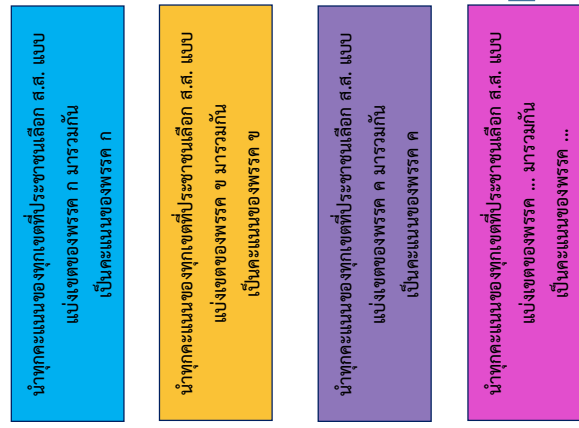 นำทุกคะแนนของทุกเขตที่ประชาชนเลือก ส.ส. แบบ
แบ่งเขตของพรรค ก มารวมกัน
เป็นคะแนนของพรรค ก
นำทุกคะแนนของทุกเขตที่ประชาชนเลือก ส.ส. แบบ
แบ่งเขตของพรรค ข มารวมกัน
เป็นคะแนนของพรรค ข
นำทุกคะแนนของทุกเขตที่ประชาชนเลือก ส.ส. แบบ
แบ่งเขตของพรรค ค มารวมกัน
เป็นคะแนนของพรรค ค
นำทุกคะแนนของทุกเขตที่ประชาชนเลือก ส.ส. แบบ
แบ่งเขตของพรรค ... มารวมกัน
เป็นคะแนนของพรรค ...